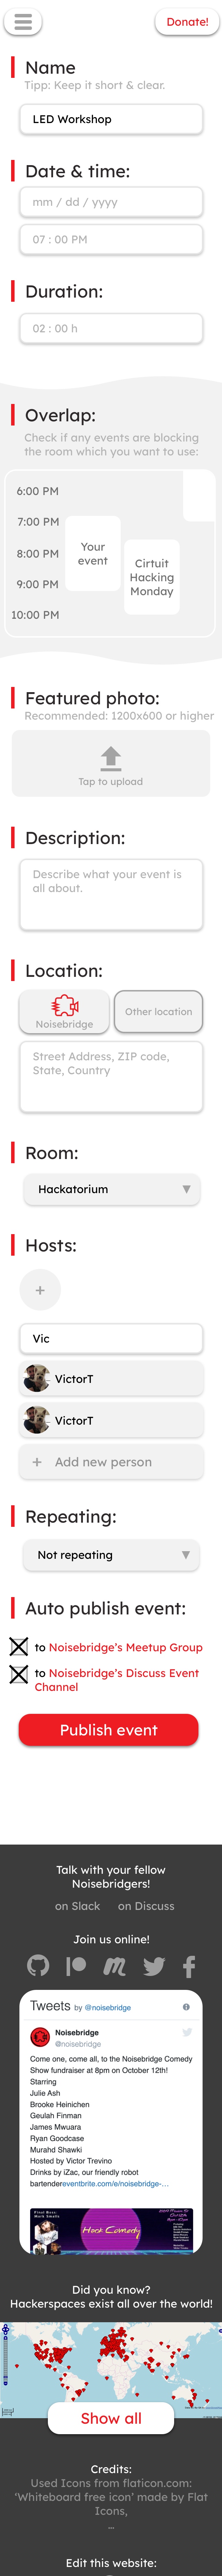 Donate!
Name
Tipp: Keep it short & clear.
LED Workshop
Date & time:
mm / dd / yyyy
07 : 00 PM
Duration:
02 : 00 h
Overlap:
Check if any events are blocking
the room which you want to use:
6:00 PM
7:00 PM
8:00 PM
9:00 PM
10:00 PM
Your
event
Cirtuit
Hacking
Monday
Featured photo:
Recommended: 1200x600 or higher
Tap to upload
Description:
Describe what your event is
all about.
Location:
Noisebridge
Other location
Street Address, ZIP code,
State, Country
Room:
Hackatorium
Hosts:
+
Vic
VictorT
VictorT
+ Add new person
Repeating:
Not repeating
Auto publish event:
to Noisebridge's Meetup Group
to Noisebridge's Discuss Event
Channel
Publish event
Talk with your fellow
Noisebridgers!
on Slack on Discuss
Join us online!
Tweets by @noisebridge
Noisebridge
@noisebridge
Come one, come all, to the Noisebridge Comedy
Show fundraiser at 8pm on October 12th!
Starring
Julie Ash
Brooke Heinichen
Geulah Finman
James Mwuara
Ryan Goodcase
Murahd Shawki
Hosted by Victor Trevino
Drinks by iZac, our friendly robot
bartendereventbrite.com/e/noisebridge-...
Hack Comedy
Did you know?
Hackerspaces exist all over the world!
Show all
Credits:
Used Icons from flaticon.com:
'Whiteboard free icon' made by Flat
Icons,
...
Edit this website: